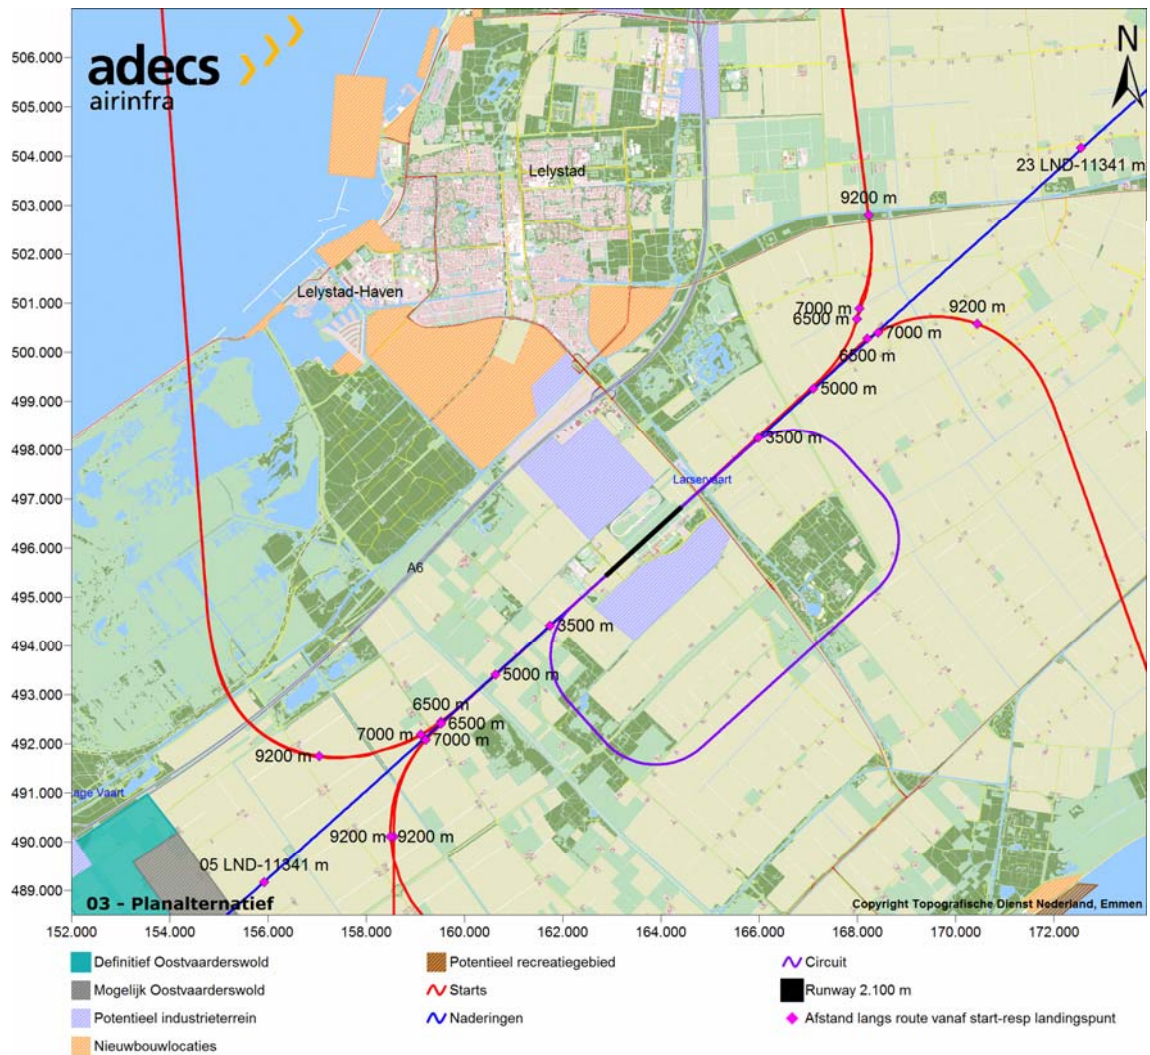 adecs
airinfra
N
506.000
505.000
504.000
503.000
502.000
501.000
500.000
499.000
498.000
497.000
496.000
495.000
494.000
493.000
492.000
491.000
490.000
489.000
23 LND-11341 m
Lelystad
9200 m
Lelystad-Haven
7000 m
9200 m
6500 m
7000 m
6500 m
5000 m
3500 m
Larservaart
A6
3500 m
5000 m
6500 m
6500 m
7000 m
7000 m
9200 m
age Vaart
9200 m
9200 m
05 LND-11341 m
03 - Planalternatief
Copyright Topografische Dienst Nederland, Emmen
152.000 154.000 156.000 158.000 160.000 162.000 164.000 166.000 168.000 170.000 172.000
Definitief Oostvaarderswold
Potentieel recreatiegebied
Circuit
Mogelijk Oostvaarderswold
Starts
Runway 2.100 m
Potentieel industrieterrein
Naderingen
Afstand langs route vanaf start-resp landingspunt
Nieuwbouwlocaties